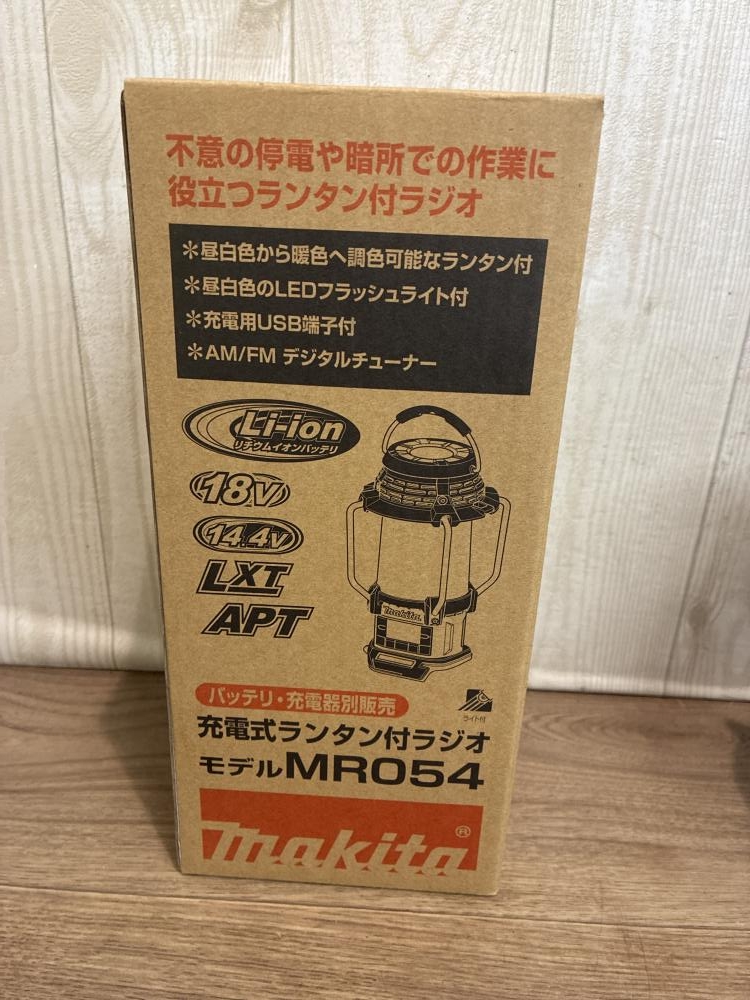 不意の停電や暗所での作業に
役立つランタン付ラジオ
＊昼白色から暖色へ調色可能なランタン付
＊昼白色のLEDフラッシュライト付
＊充電用USB端子付
＊AM/FM デジタルチューナー
Li-ion
リチウムイオンバッテリ
18V
14.4V
LXT
APT
makita
ライト付
バッテリ・充電器別販売
充電式ランタン付ラジオ
モデルMR054
makita®